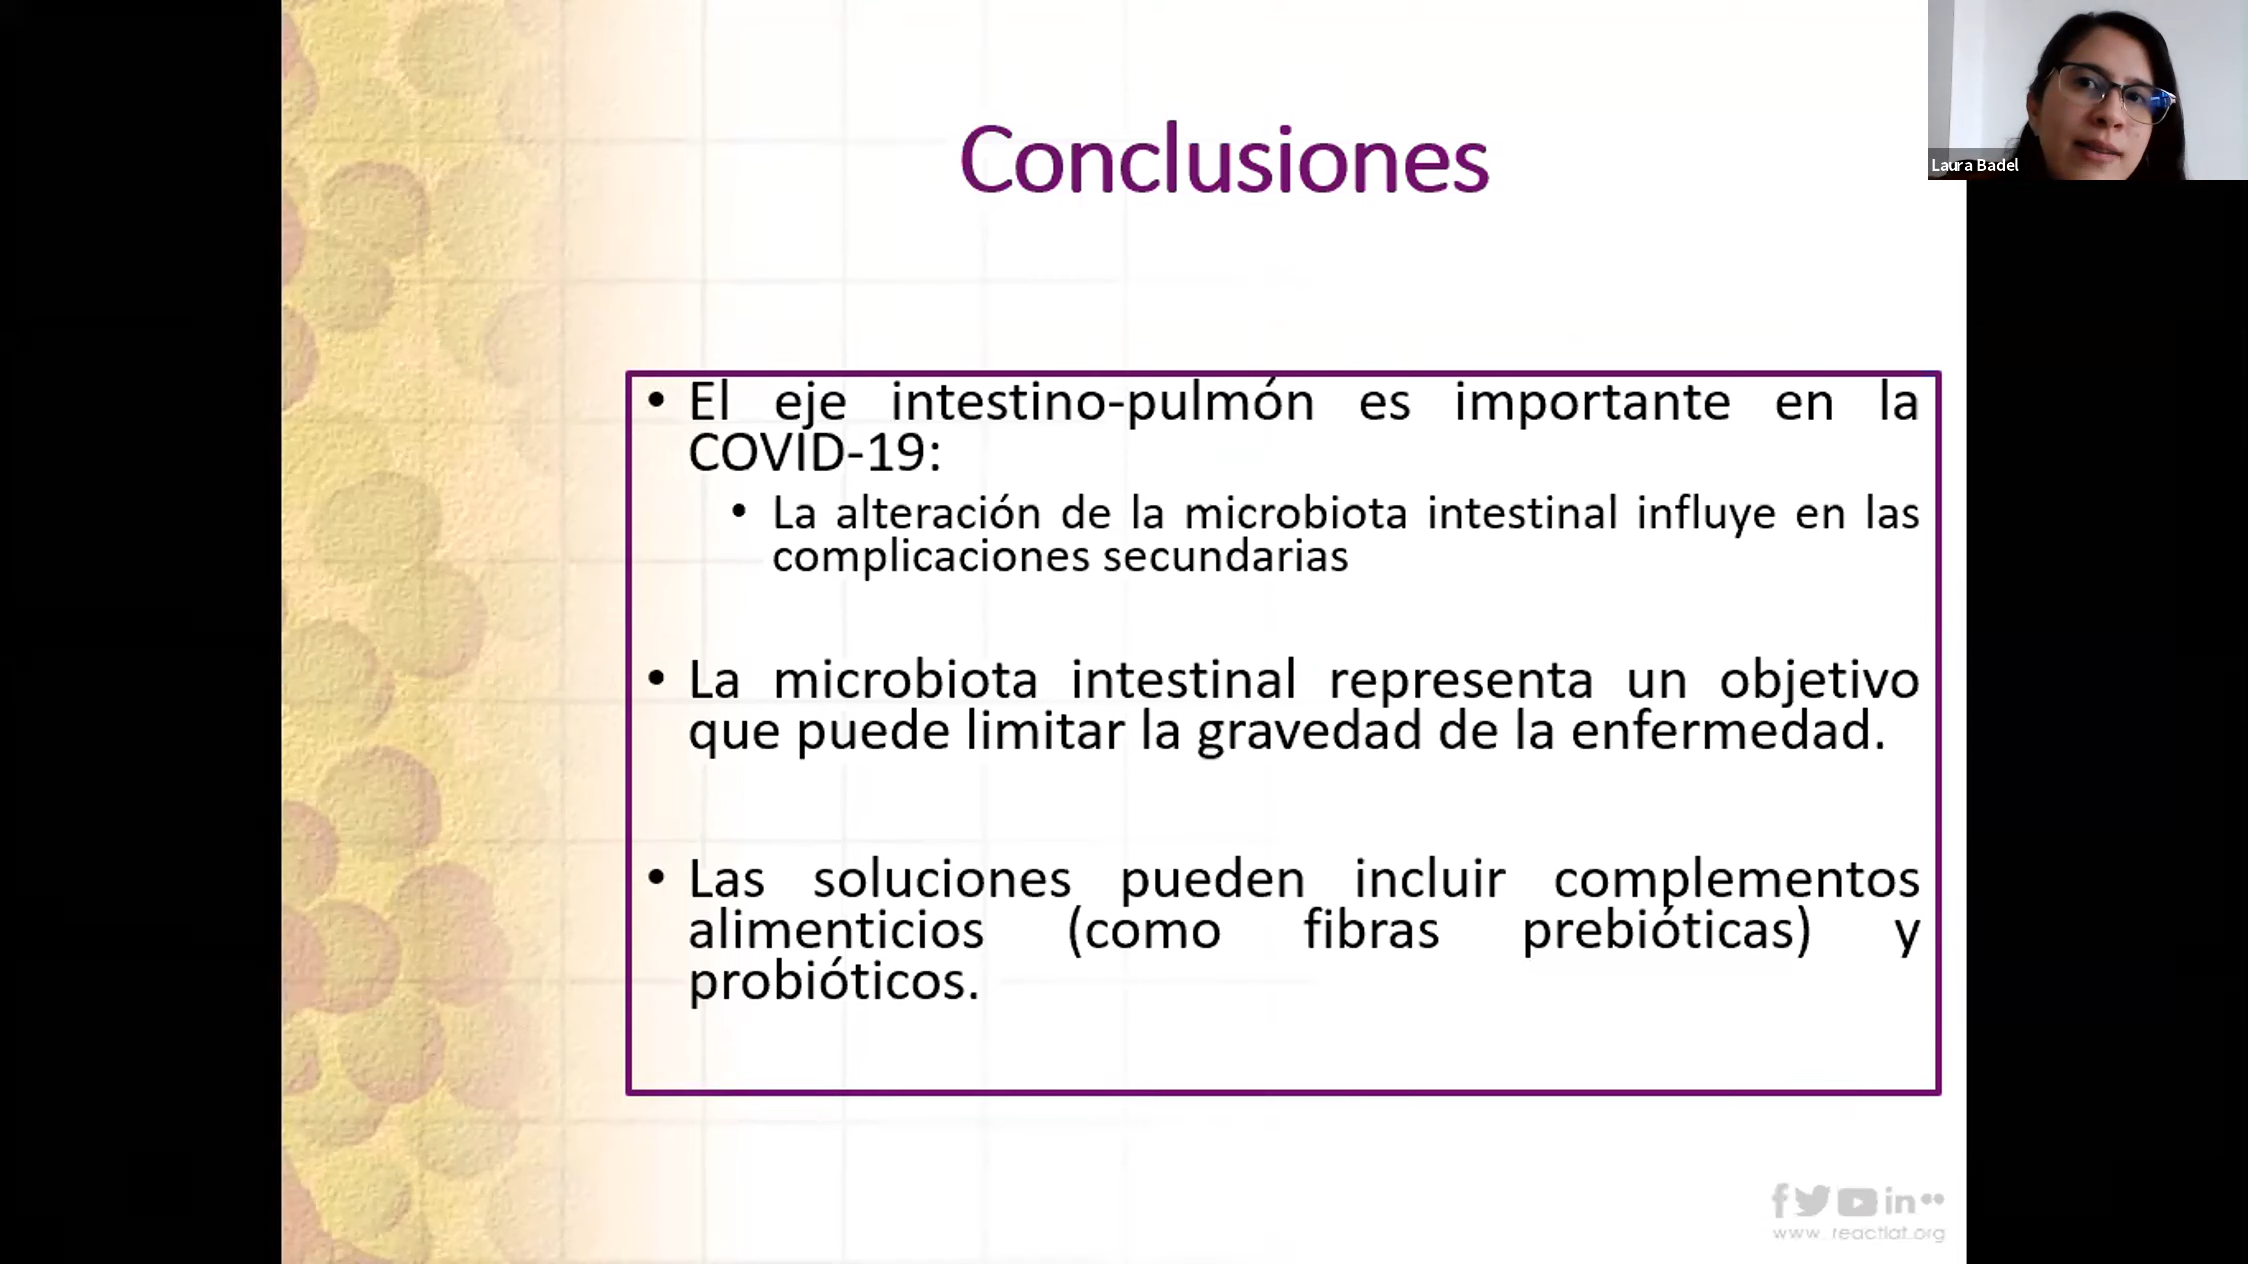 Conclusiones
Laura Badel
• El eje intestino-pulmón es importante en la
COVID-19:
• La alteración de la microbiota intestinal influye en las
complicaciones secundarias
• La microbiota intestinal representa un objetivo
que puede limitar la gravedad de la enfermedad.
• Las soluciones pueden incluir complementos
alimenticios (como fibras prebióticas) y
probióticos.
www.reactlat.org